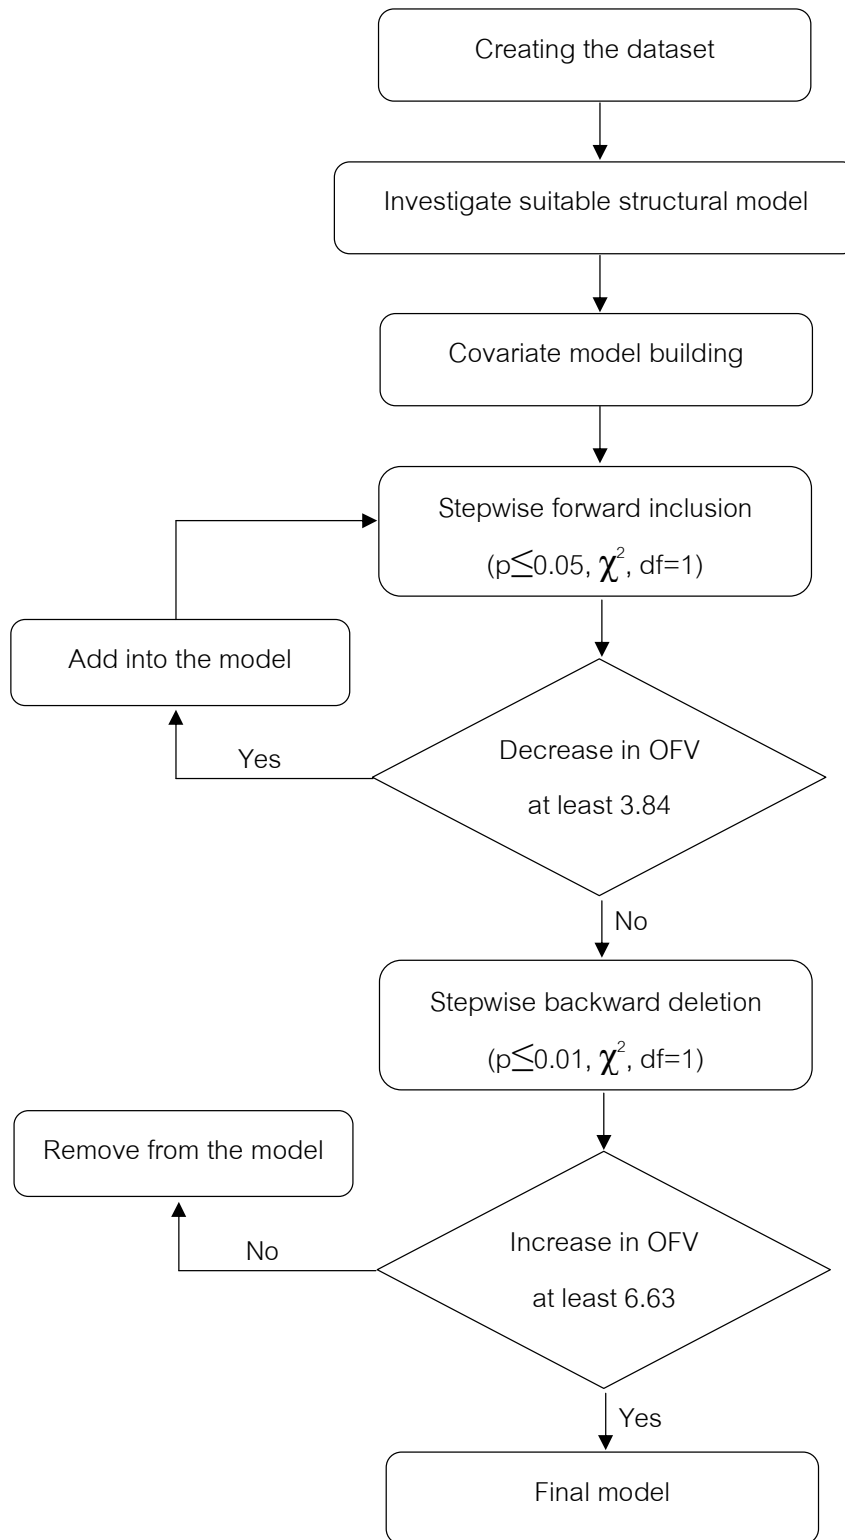 Creating the dataset
Investigate suitable structural model
Covariate model building
Stepwise forward inclusion
(p≤0.05, χ², df=1)
Add into the model
Yes
Decrease in OFV
at least 3.84
No
Stepwise backward deletion
(p≤0.01, χ², df=1)
Remove from the model
No
Increase in OFV
at least 6.63
Yes
Final model